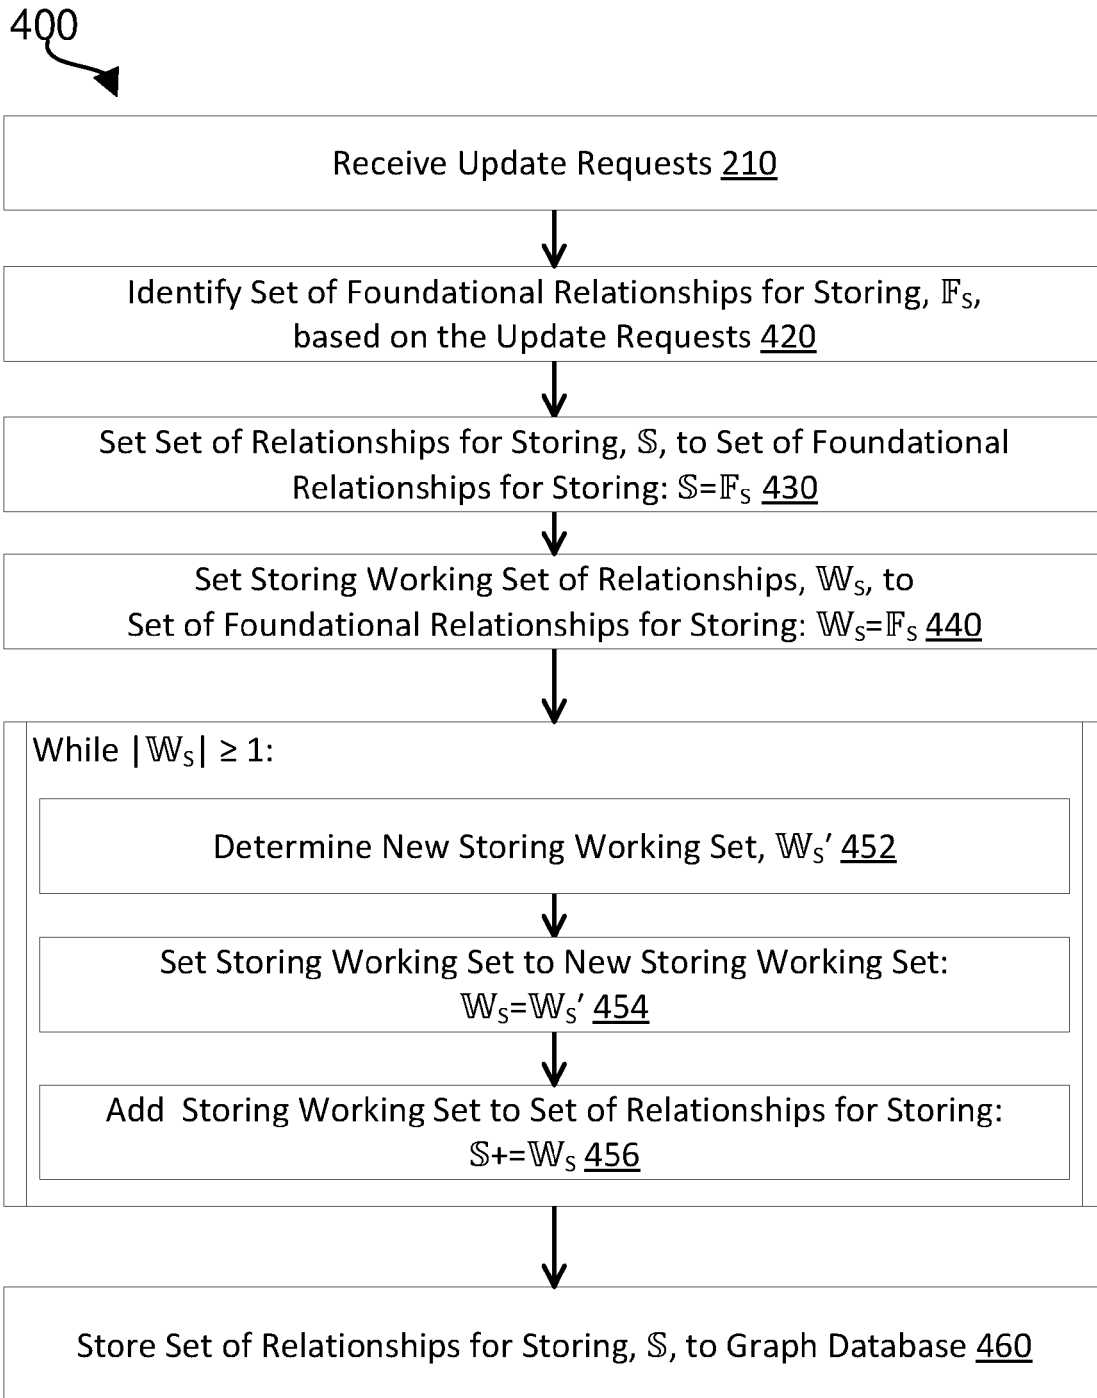 400
Receive Update Requests 210
Identify Set of Foundational Relationships for Storing, 𝔽S,
based on the Update Requests 420
Set Set of Relationships for Storing, 𝕊, to Set of Foundational
Relationships for Storing: 𝕊=𝔽S 430
Set Storing Working Set of Relationships, 𝕎S, to
Set of Foundational Relationships for Storing: 𝕎S=𝔽S 440
While |𝕎S| ≥ 1:
Determine New Storing Working Set, 𝕎S′ 452
Set Storing Working Set to New Storing Working Set:
𝕎S=𝕎S′ 454
Add Storing Working Set to Set of Relationships for Storing:
𝕊+=𝕎S 456
Store Set of Relationships for Storing, 𝕊, to Graph Database 460